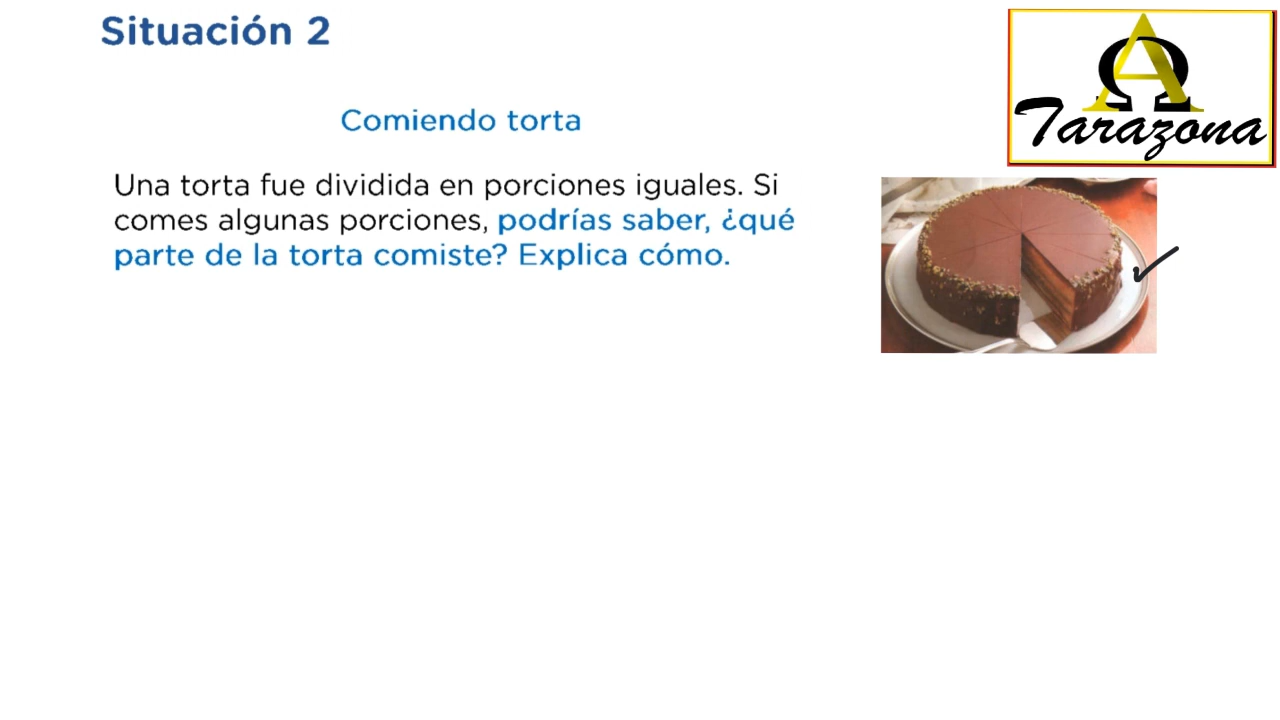 Situación 2
Tarazona
Comiendo torta
Una torta fue dividida en porciones iguales. Si
comes algunas porciones, podrías saber, ¿qué
parte de la torta comiste? Explica cómo.